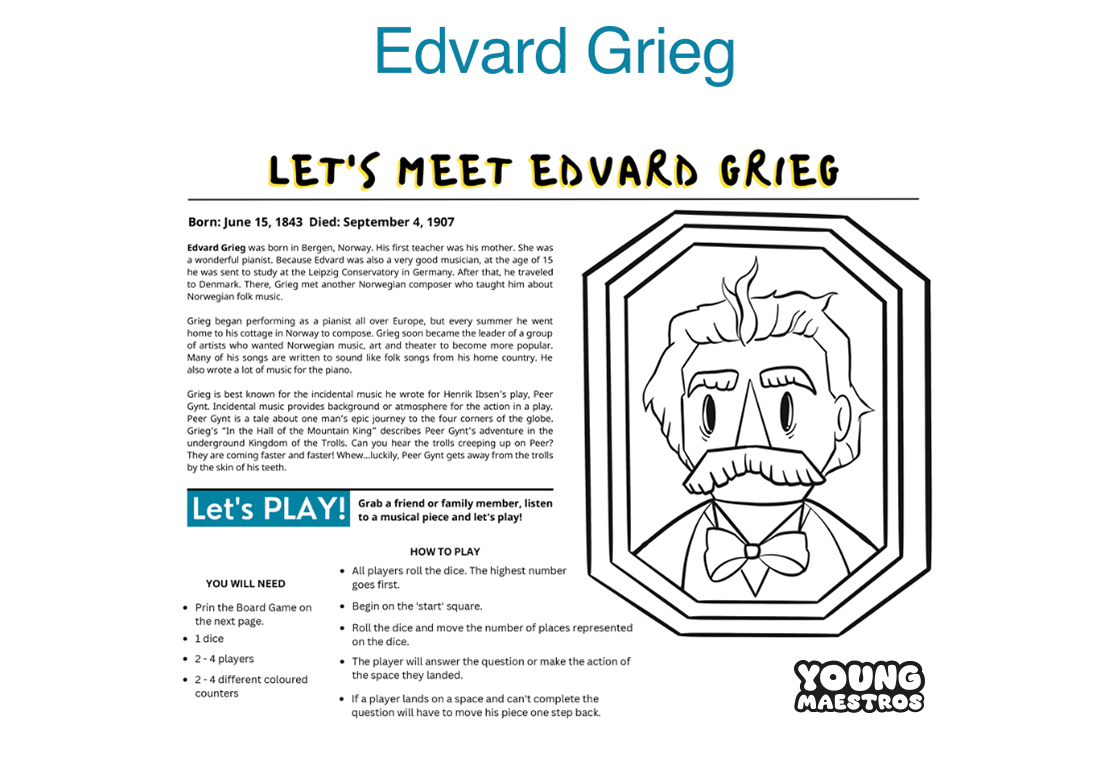 Edvard Grieg
LET'S MEET EDVARD GRIEG
Born: June 15, 1843  Died: September 4, 1907
Edvard Grieg was born in Bergen, Norway. His first teacher was his mother. She was
a wonderful pianist. Because Edvard was also a very good musician, at the age of 15
he was sent to study at the Leipzig Conservatory in Germany. After that, he traveled
to Denmark. There, Grieg met another Norwegian composer who taught him about
Norwegian folk music.
Grieg began performing as a pianist all over Europe, but every summer he went
home to his cottage in Norway to compose. Grieg soon became the leader of a group
of artists who wanted Norwegian music, art and theater to become more popular.
Many of his songs are written to sound like folk songs from his home country. He
also wrote a lot of music for the piano.
Grieg is best known for the incidental music he wrote for Henrik Ibsen's play, Peer
Gynt. Incidental music provides background or atmosphere for the action in a play.
Peer Gynt is a tale about one man's epic journey to the four corners of the globe.
Grieg's "In the Hall of the Mountain King" describes Peer Gynt's adventure in the
underground Kingdom of the Trolls. Can you hear the trolls creeping up on Peer?
They are coming faster and faster! Whew...luckily, Peer Gynt gets away from the trolls
by the skin of his teeth.
Let's PLAY!
Grab a friend or family member, listen
to a musical piece and let's play!
YOU WILL NEED
• Prin the Board Game on
the next page.
• 1 dice
• 2 - 4 players
• 2 - 4 different coloured
counters
HOW TO PLAY
• All players roll the dice. The highest number
goes first.
• Begin on the 'start' square.
• Roll the dice and move the number of places represented
on the dice.
• The player will answer the question or make the action of
the space they landed.
• If a player lands on a space and can't complete the
question will have to move his piece one step back.
YOUNG
MAESTROS